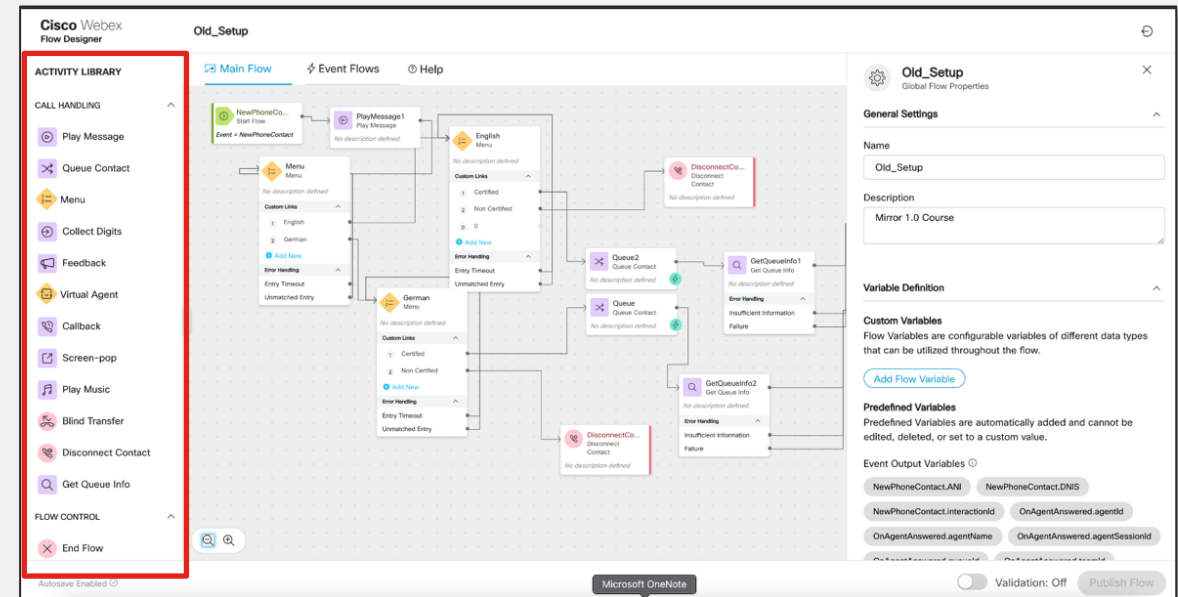 Cisco Webex
Flow Designer
Old_Setup
ACTIVITY LIBRARY
CALL HANDLING
Play Message
Queue Contact
Menu
Collect Digits
Feedback
Virtual Agent
Callback
Screen-pop
Play Music
Blind Transfer
Disconnect Contact
Get Queue Info
FLOW CONTROL
End Flow
Autosave Enabled
Main Flow
Event Flows
Help
NewPhoneCo...
Start Flow
Event = NewPhoneContact
PlayMessage1
Play Message
No description defined
Menu
Menu
No description defined
Custom Links
1 English
2 German
Add New
Error Handling
Entry Timeout
Unmatched Entry
English
Menu
No description defined
Custom Links
1 Certified
2 Non Certified
0 0
Add New
Error Handling
Entry Timeout
Unmatched Entry
German
Menu
No description defined
Custom Links
1 Certifed
2 Non Certifed
Add New
Error Handling
Entry Timeout
Unmatched Entry
DisconnectCo...
Disconnect
Contact
No description defined
Queue2
Queue Contact
No description defined
Queue
Queue Contact
No description defined
GetQueueInfo1
Get Queue Info
No description defined
Error Handling
Insufficient Information
Failure
GetQueueInfo2
Get Queue Info
No description defined
Error Handling
Insufficient Information
Failure
DisconnectCo...
Disconnect
Contact
No description defined
Old_Setup
Global Flow Properties
General Settings
Name
Old_Setup
Description
Mirror 1.0 Course
Variable Definition
Custom Variables
Flow Variables are configurable variables of different data types
that can be utilized throughout the flow.
Add Flow Variable
Predefined Variables
Predefined Variables are automatically added and cannot be
edited, deleted, or set to a custom value.
Event Output Variables
NewPhoneContact.ANI NewPhoneContact.DNIS
NewPhoneContact.interactionId OnAgentAnswered.agentId
OnAgentAnswered.agentName OnAgentAnswered.agentSessionId
Microsoft OneNote
Validation: Off
Publish Flow